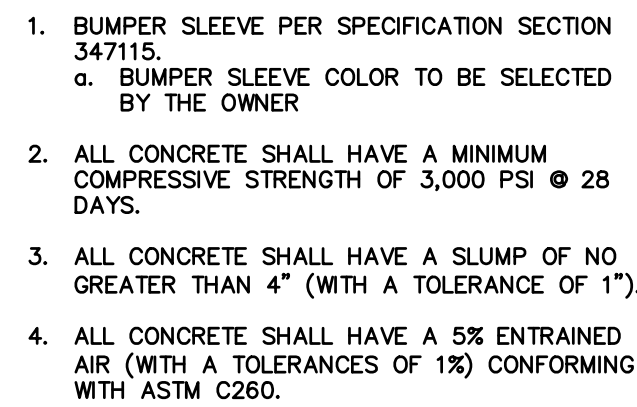 1. BUMPER SLEEVE PER SPECIFICATION SECTION
347115.
a. BUMPER SLEEVE COLOR TO BE SELECTED
BY THE OWNER
2. ALL CONCRETE SHALL HAVE A MINIMUM
COMPRESSIVE STRENGTH OF 3,000 PSI @ 28
DAYS.
3. ALL CONCRETE SHALL HAVE A SLUMP OF NO
GREATER THAN 4" (WITH A TOLERANCE OF 1").
4. ALL CONCRETE SHALL HAVE A 5% ENTRAINED
AIR (WITH A TOLERANCES OF 1%) CONFORMING
WITH ASTM C260.